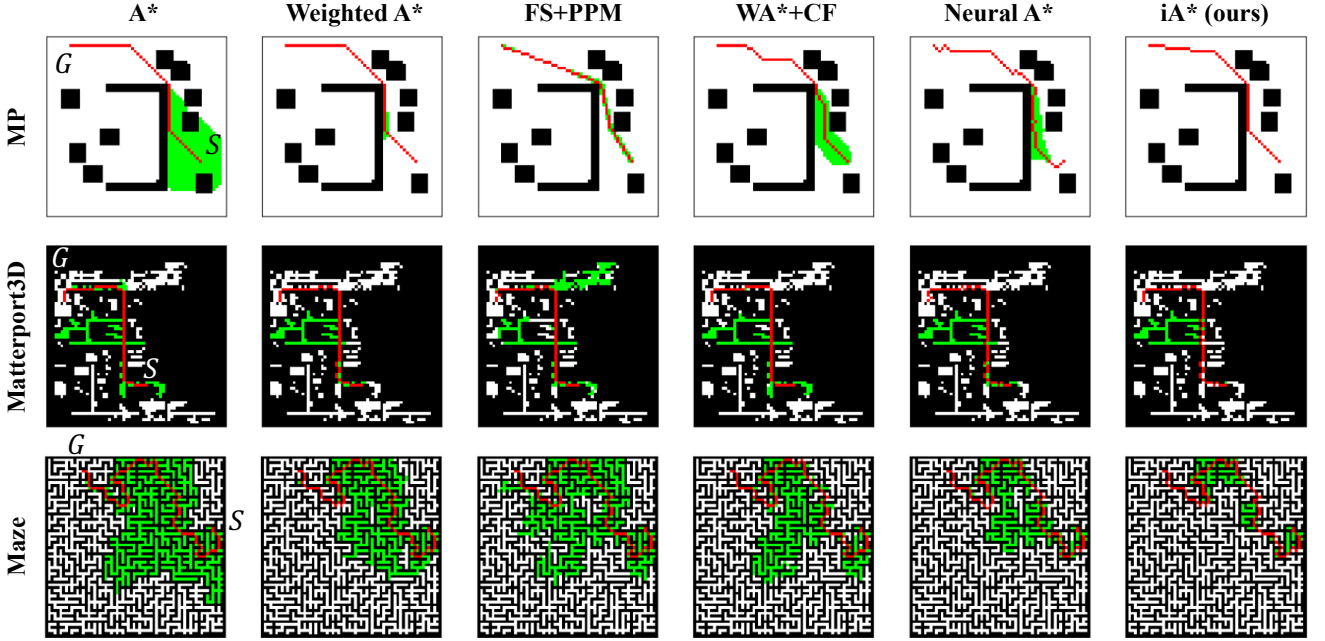 A* Weighted A* FS+PPM WA*+CF Neural A* iA* (ours)
MP
G
S
Matterport3D
G
S
Maze
G
S